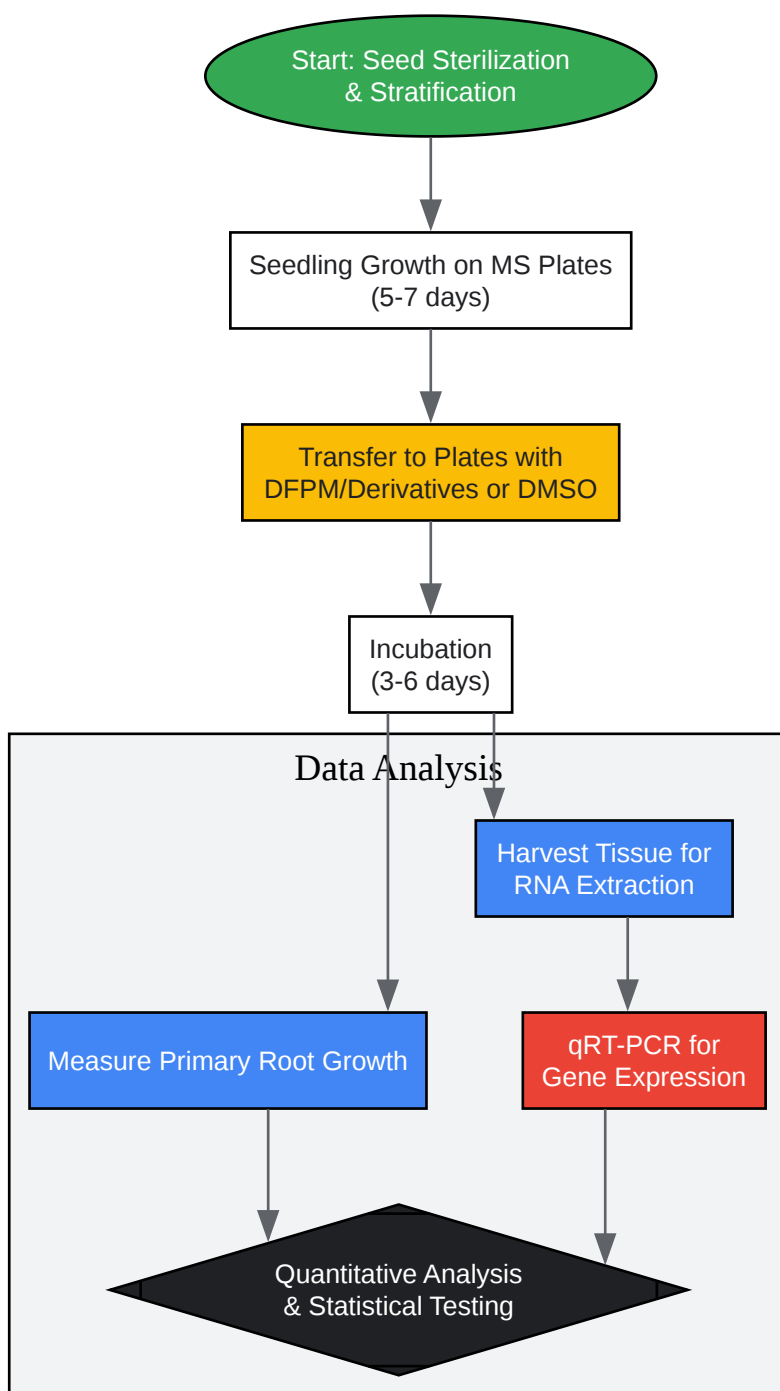 Start: Seed Sterilization
& Stratification
Seedling Growth on MS Plates
(5-7 days)
Transfer to Plates with
DFPM/Derivatives or DMSO
Incubation
(3-6 days)
Data Analysis
Harvest Tissue for
RNA Extraction
Measure Primary Root Growth
qRT-PCR for
Gene Expression
Quantitative Analysis
& Statistical Testing